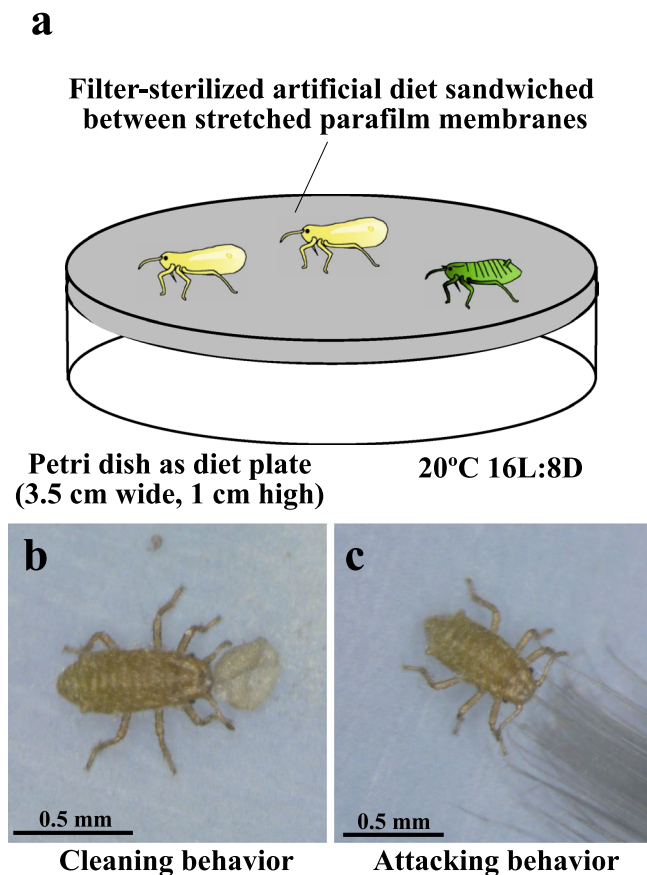 a
Filter-sterilized artificial diet sandwiched
between stretched parafilm membranes
Petri dish as diet plate
(3.5 cm wide, 1 cm high)
20ºC 16L:8D
b
c
0.5 mm
0.5 mm
Cleaning behavior
Attacking behavior